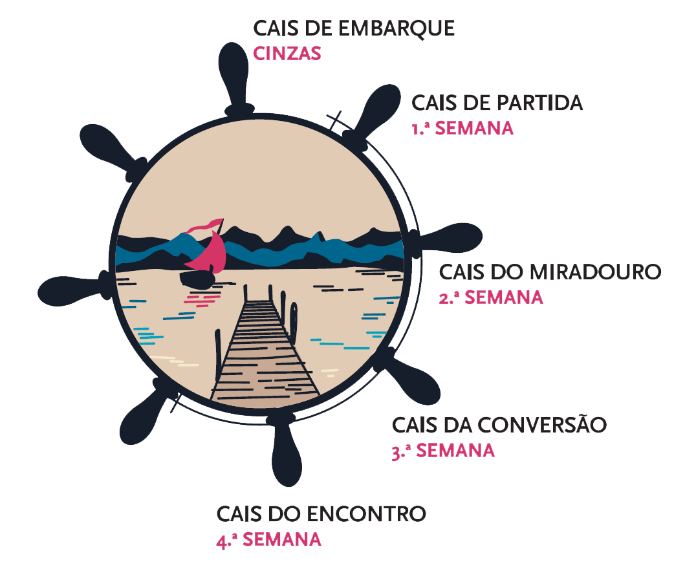 CAIS DE EMBARQUE
CINZAS
CAIS DE PARTIDA
1.ª SEMANA
CAIS DO MIRADOURO
2.ª SEMANA
CAIS DA CONVERSÃO
3.ª SEMANA
CAIS DO ENCONTRO
4.ª SEMANA